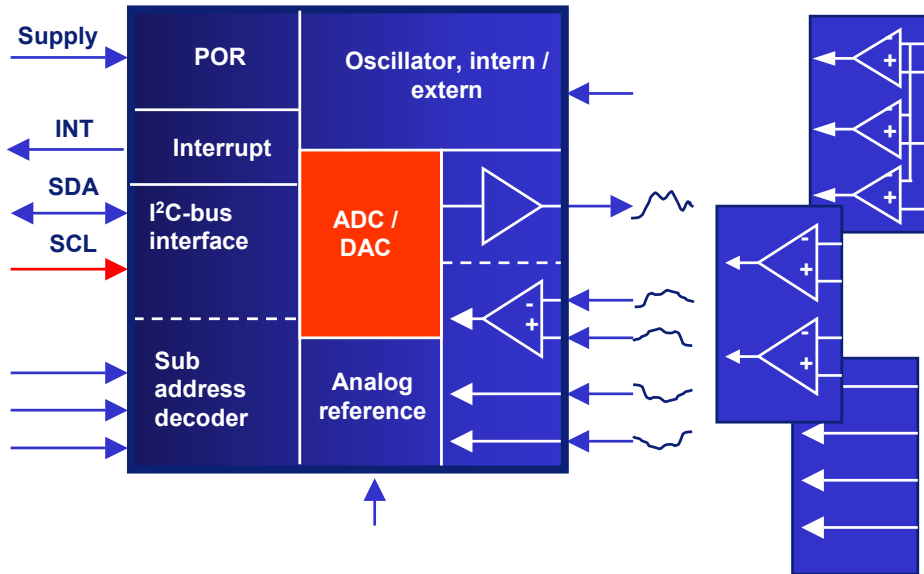 Supply
INT
SDA
SCL
POR
Oscillator, intern /
extern
Interrupt
I²C-bus
interface
ADC /
DAC
Sub
address
decoder
Analog
reference
-
+
-
+
-
+
-
+
-
+
-
+